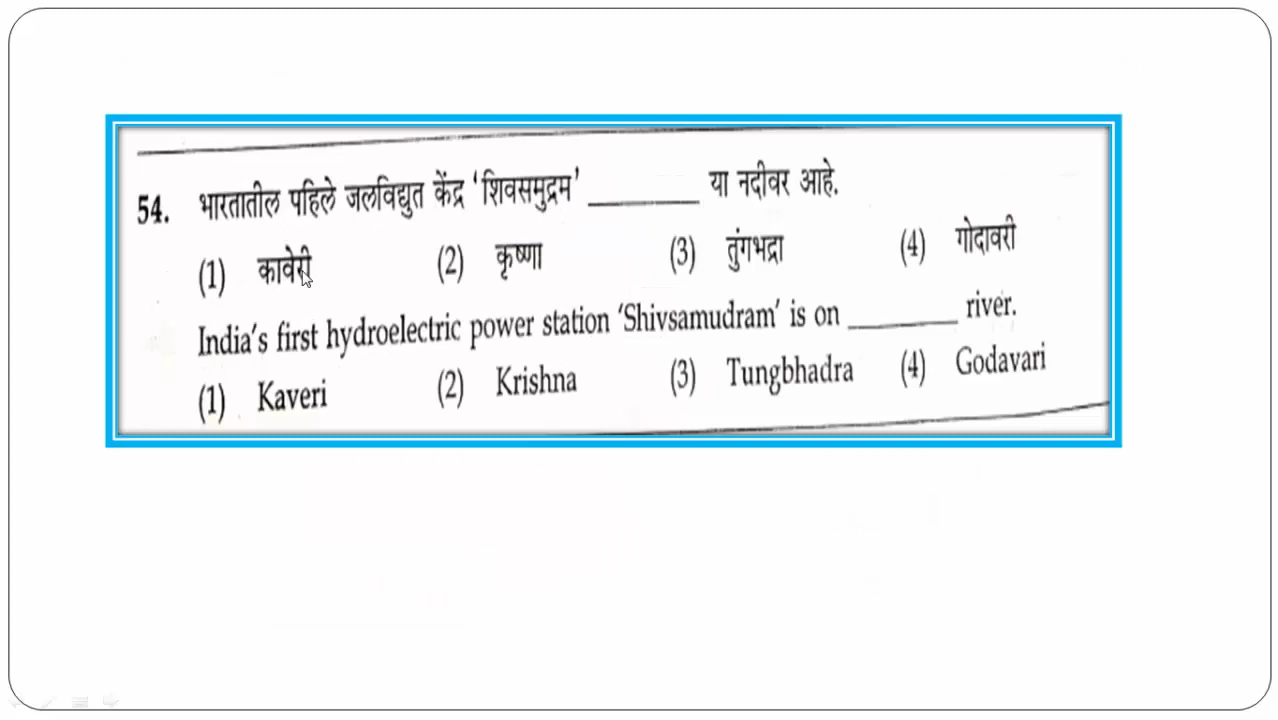 54. भारतातील पहिले जलविद्युत केंद्र ‘शिवसमुद्रम’ ________ या नदीवर आहे.
(1) कावेरी (2) कृष्णा (3) तुंगभद्रा (4) गोदावरी
India’s first hydroelectric power station ‘Shivsamudram’ is on ________ river.
(1) Kaveri (2) Krishna (3) Tungbhadra (4) Godavari